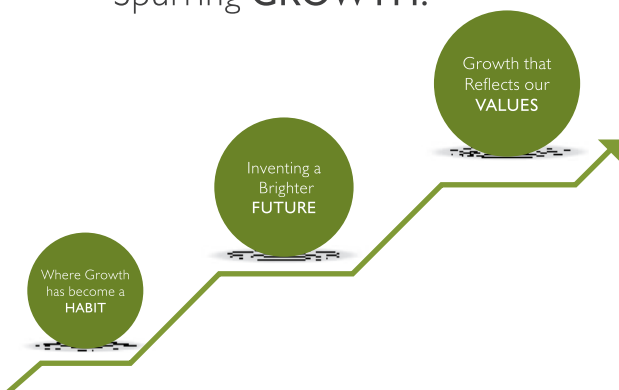 Spurring GROWTH.
Growth that
Reflects our
VALUES
Inventing a
Brighter
FUTURE
Where Growth
has become a
HABIT